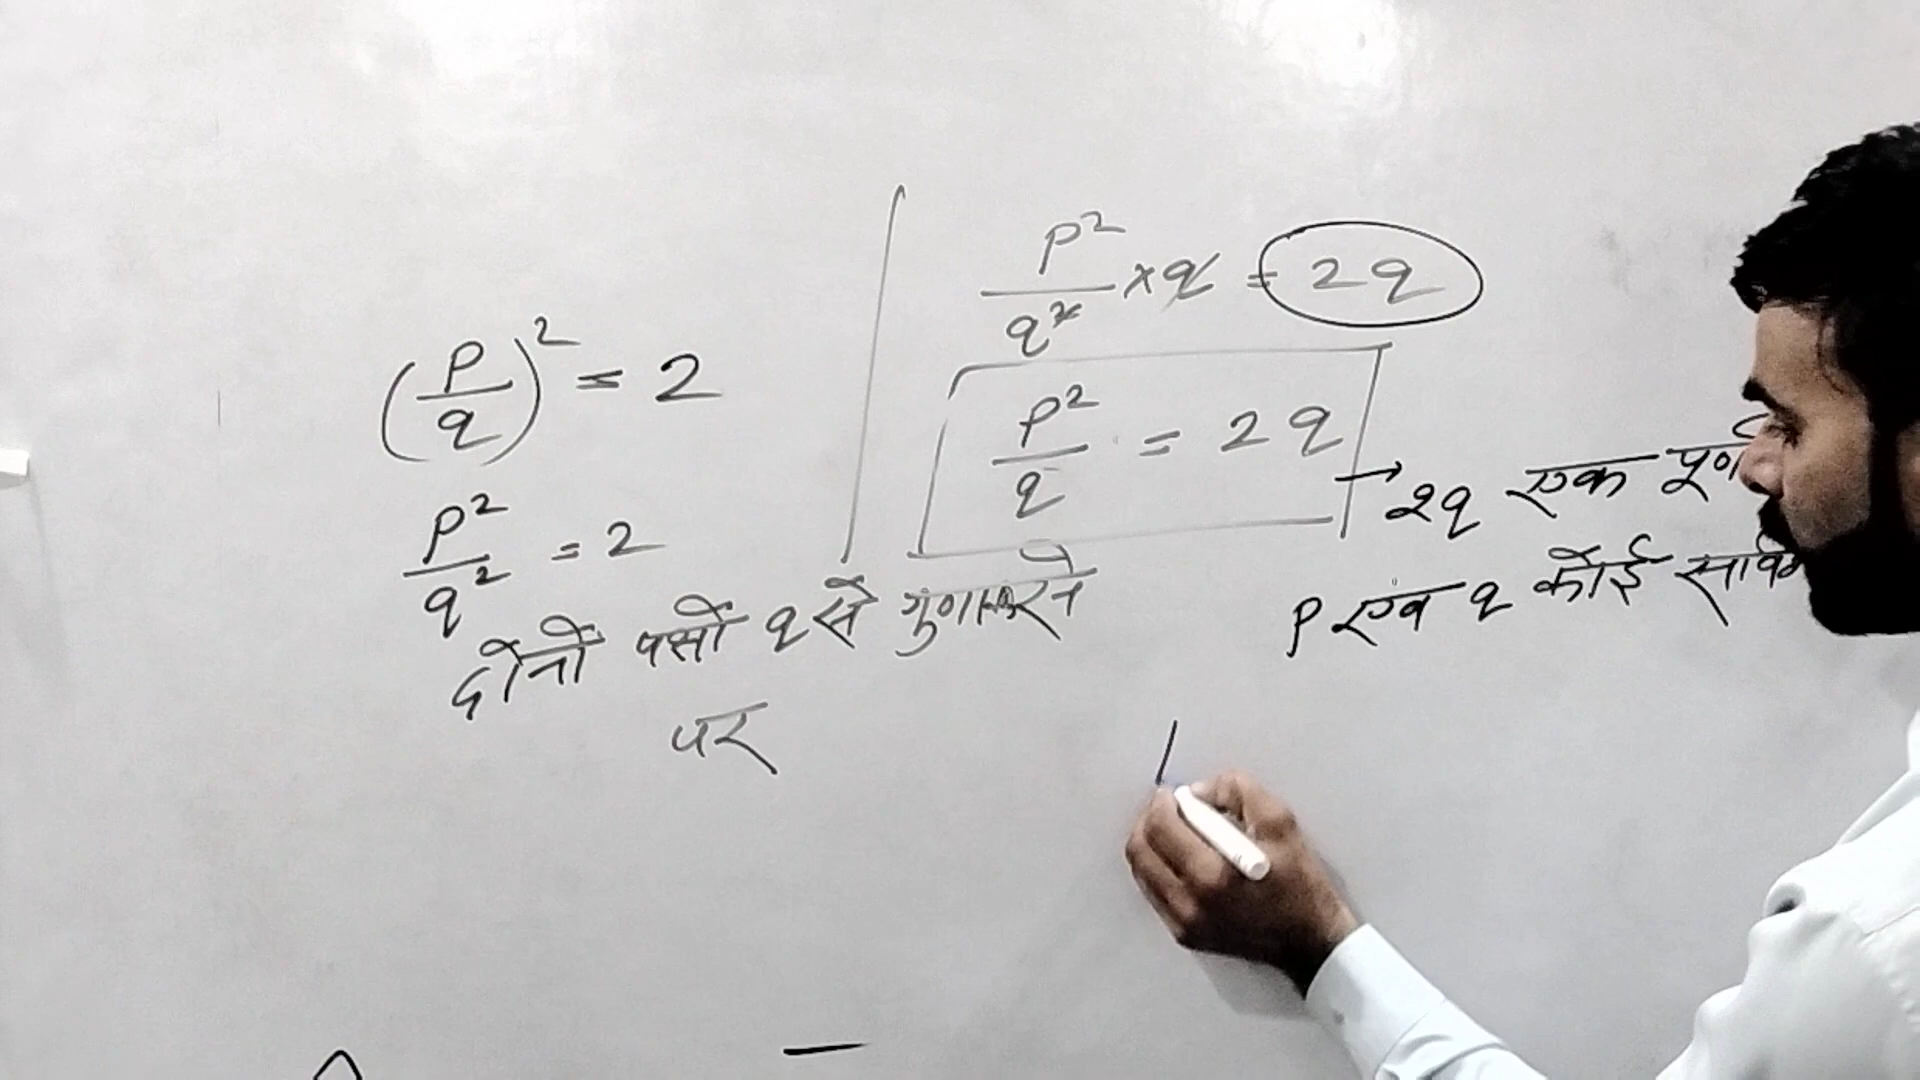 (p/q)² = 2
p²/q² = 2
दोनो पक्षों q से गुणा करने
पर
p²/q² × q = 2q
p²/q = 2q
→ 2q एक
p एवं q कोई